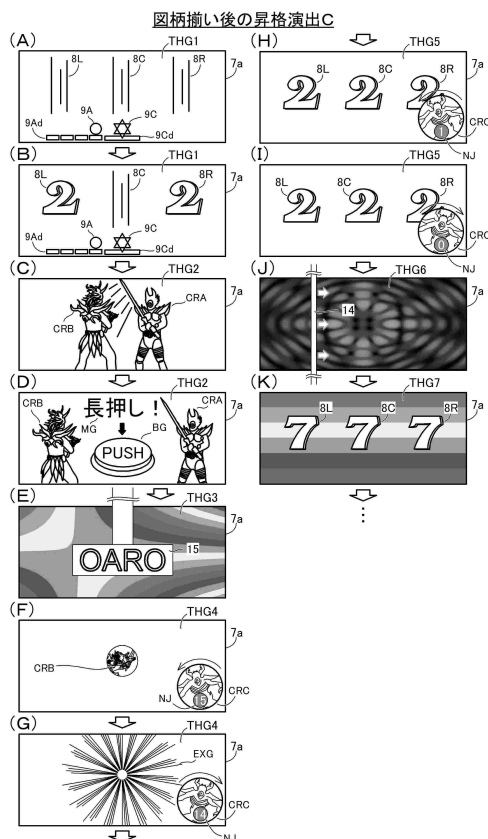 図柄揃い後の昇格演出C
(A)
THG1
8L
8C
8R
7a
9A
9C
9Ad
9Cd
(B)
THG1
8L
8C
8R
7a
2
2
9A
9C
9Ad
9Cd
(C)
THG2
7a
CRB
CRA
(D)
THG2
7a
CRB
CRA
長押し!
MG
BG
PUSH
(E)
THG3
7a
15
OARO
(F)
THG4
7a
CRB
CRC
NJ
15
(G)
THG4
7a
EXG
CRC
14
NJ
(H)
THG5
7a
8L
8C
8R
2 2 2
CRC
1
NJ
(I)
THG5
7a
8L
8C
8R
2 2 2
CRC
0
NJ
(J)
THG6
7a
14
(K)
THG7
7a
8L
8C
8R
7 7 7